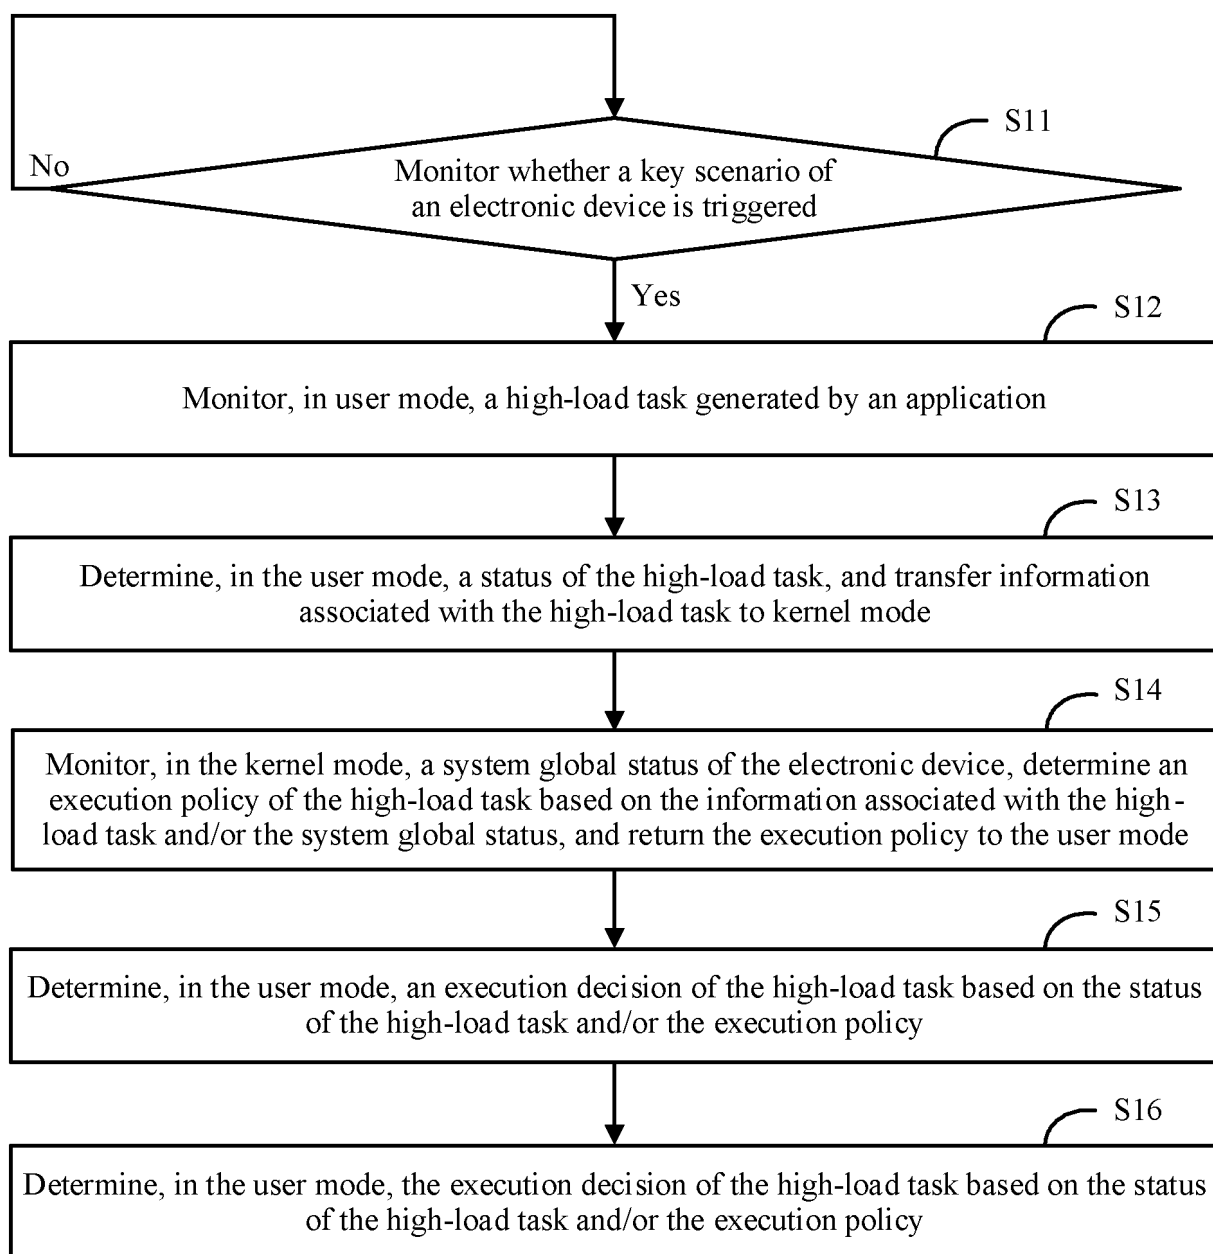 S11
No
Monitor whether a key scenario of
an electronic device is triggered
Yes
S12
Monitor, in user mode, a high-load task generated by an application
S13
Determine, in the user mode, a status of the high-load task, and transfer information
associated with the high-load task to kernel mode
S14
Monitor, in the kernel mode, a system global status of the electronic device, determine an
execution policy of the high-load task based on the information associated with the high-
load task and/or the system global status, and return the execution policy to the user mode
S15
Determine, in the user mode, an execution decision of the high-load task based on the status
of the high-load task and/or the execution policy
S16
Determine, in the user mode, the execution decision of the high-load task based on the status
of the high-load task and/or the execution policy